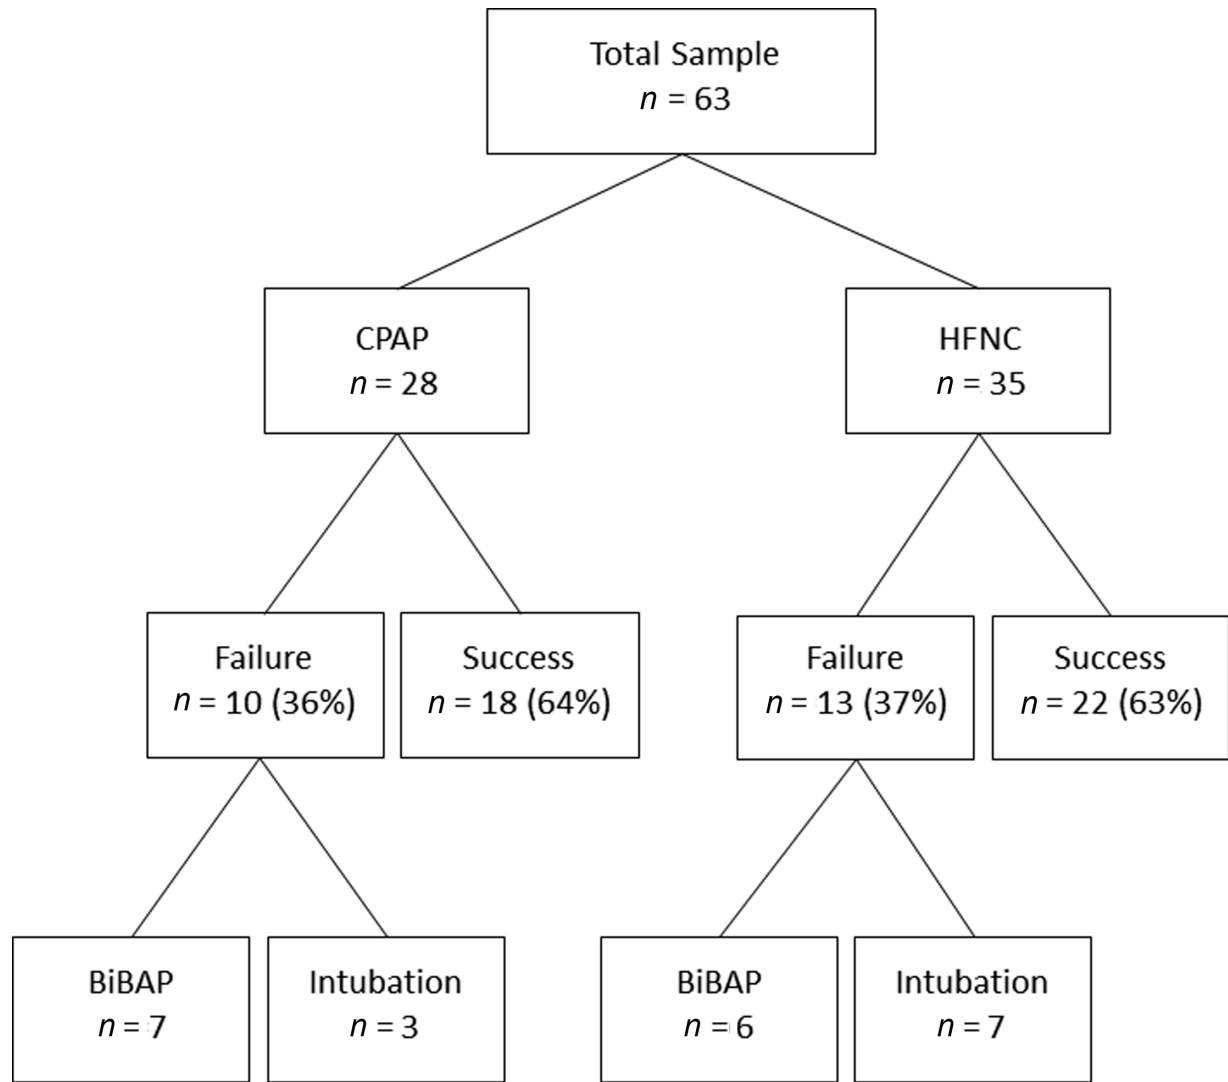 Total Sample
n = 63
CPAP
n = 28
HFNC
n = 35
Failure
n = 10 (36%)
Success
n = 18 (64%)
Failure
n = 13 (37%)
Success
n = 22 (63%)
BiBAP
n = 7
Intubation
n = 3
BiBAP
n = 6
Intubation
n = 7